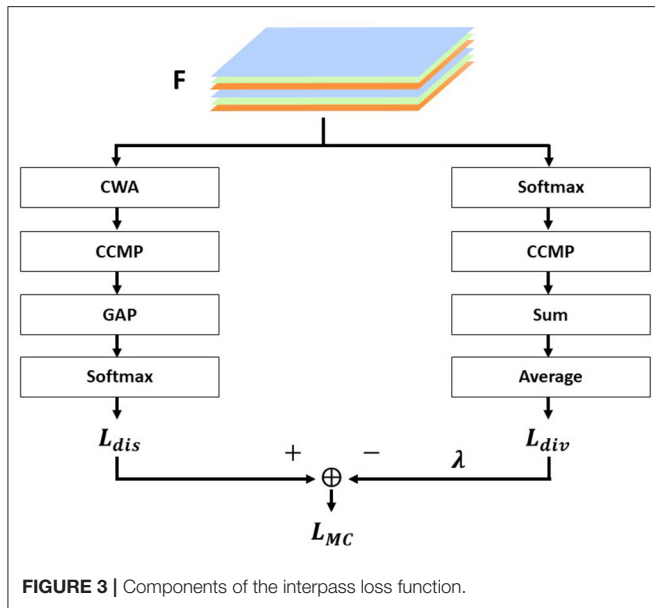 F
CWA
CCMP
GAP
Softmax
L_dis
Softmax
CCMP
Sum
Average
L_div
+ ⊕ − λ
L_MC
FIGURE 3 | Components of the interpass loss function.